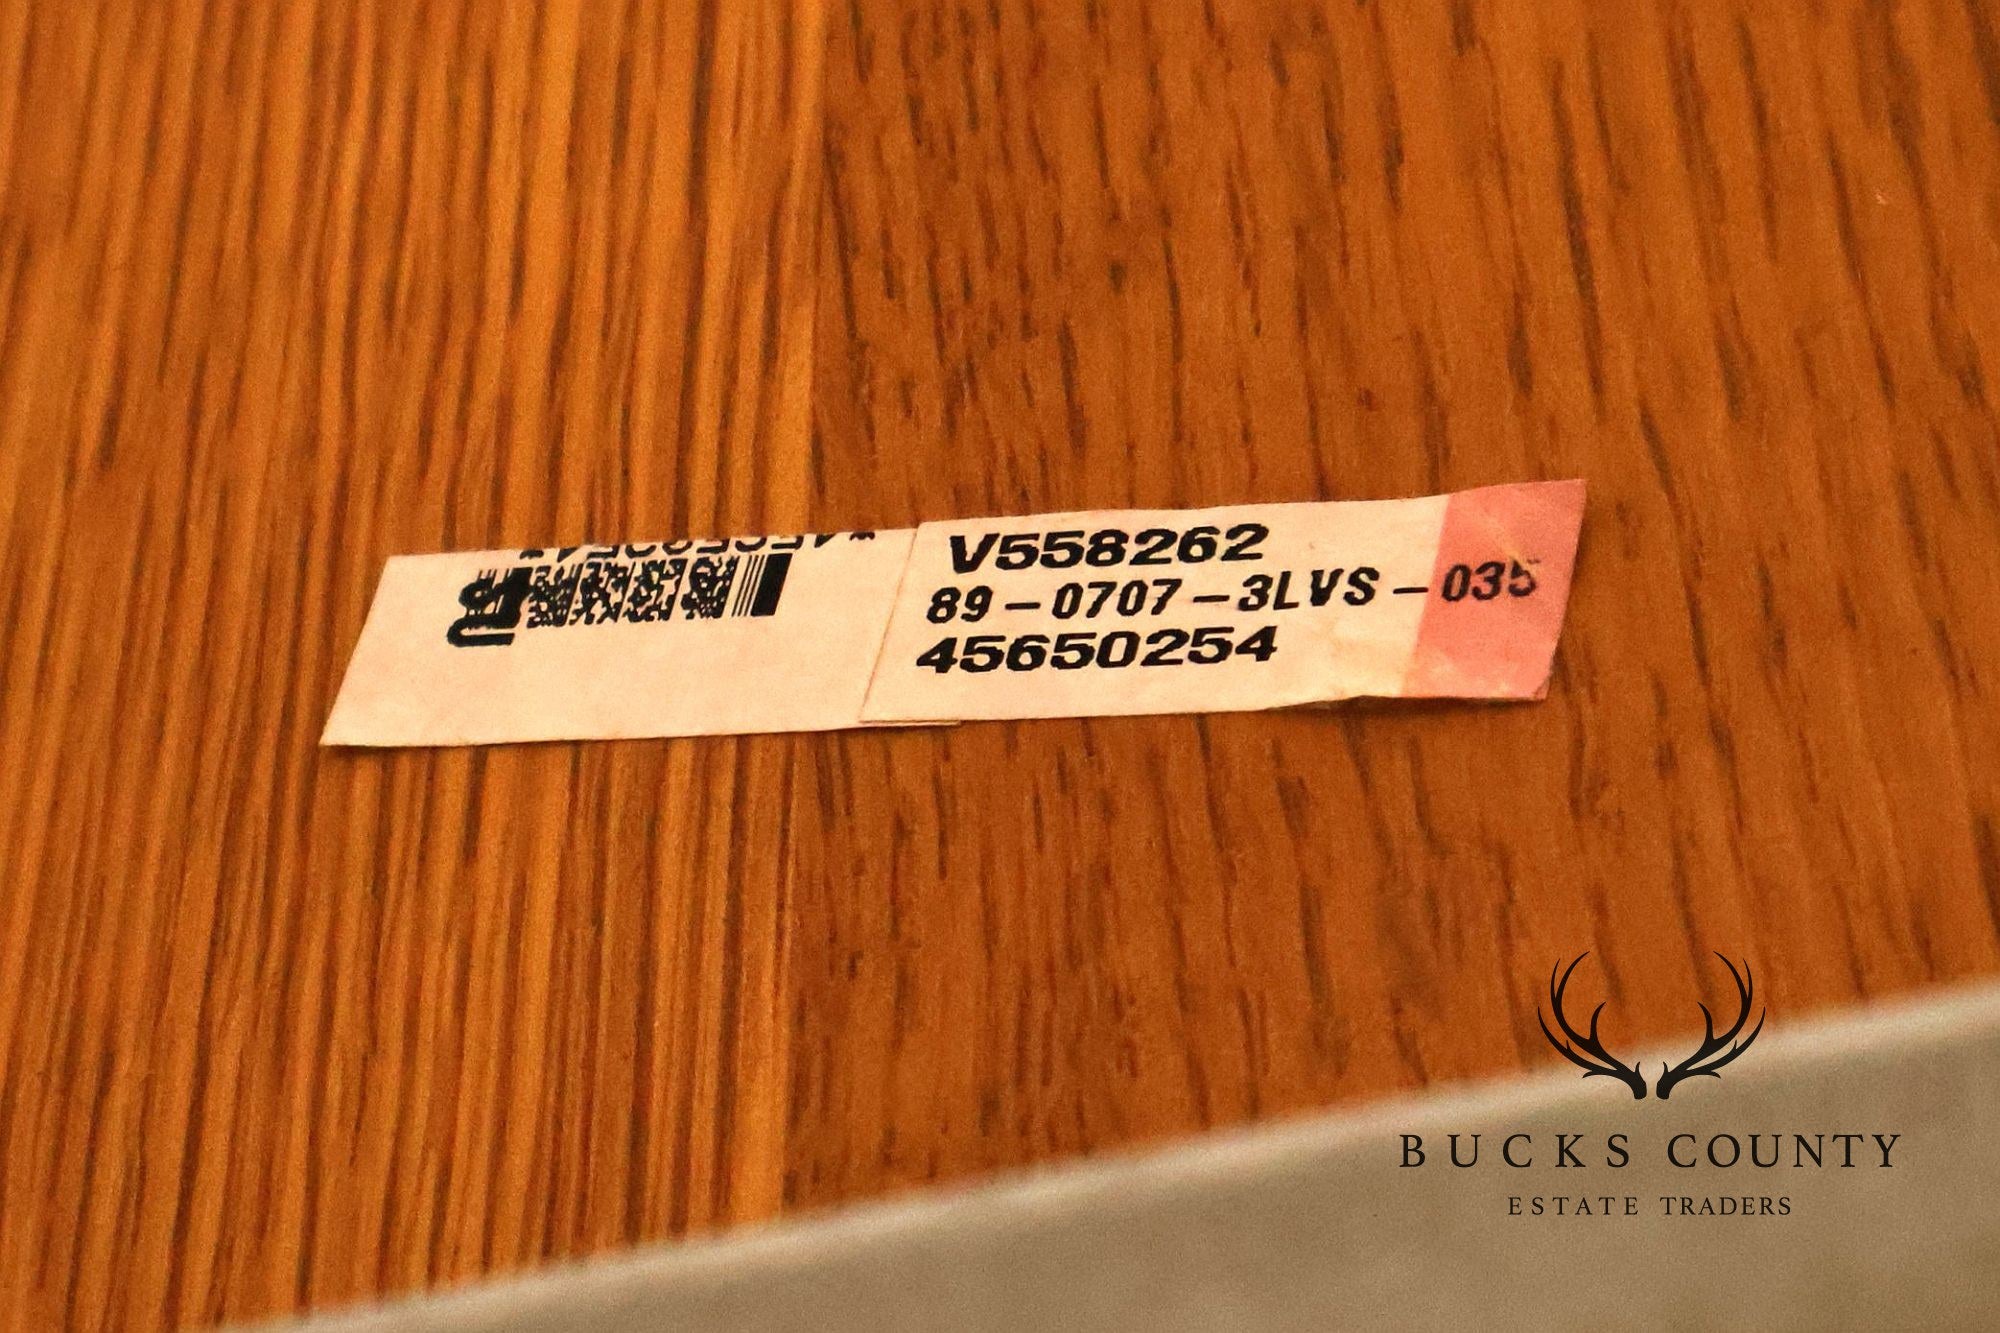 V558262
89-0707-3LVS-035
45650254
BUCKS COUNTY
ESTATE TRADERS